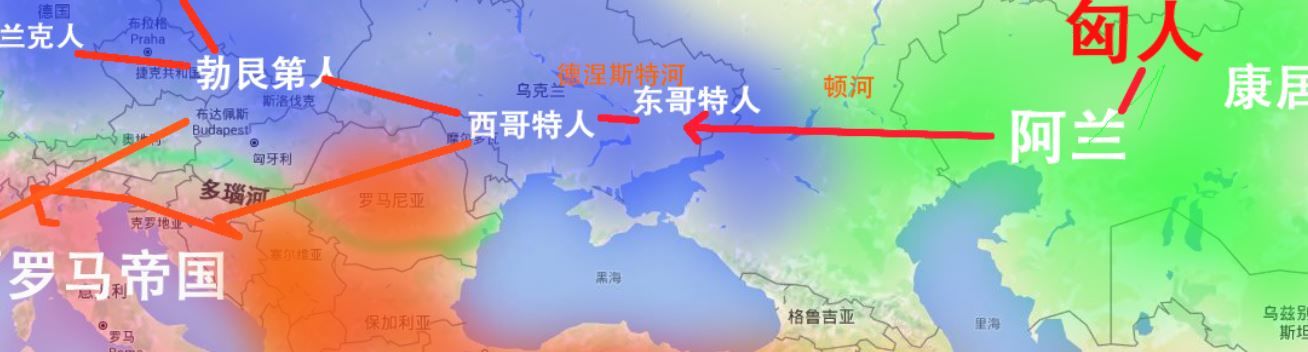 德国
布拉格
Praha
兰克人
捷克共和国
勃艮第人
斯洛伐克
布达佩斯
Budapest
奥地利
匈牙利
多瑙河
克罗地亚
罗马帝国
意大利
罗马
Roma
塞尔维亚
保加利亚
罗马尼亚
摩尔多瓦
西哥特人
乌克兰
德涅斯特河
东哥特人
顿河
匈人
阿兰
康居
黑海
格鲁吉亚
里海
乌兹别
斯坦